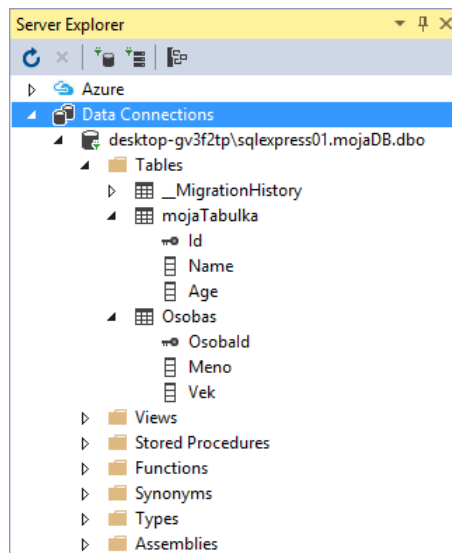 Server Explorer
Azure
Data Connections
desktop-gv3f2tp\sqlexpress01.mojaDB.dbo
Tables
__MigrationHistory
mojaTabulka
Id
Name
Age
Osobas
OsobaId
Meno
Vek
Views
Stored Procedures
Functions
Synonyms
Types
Assemblies